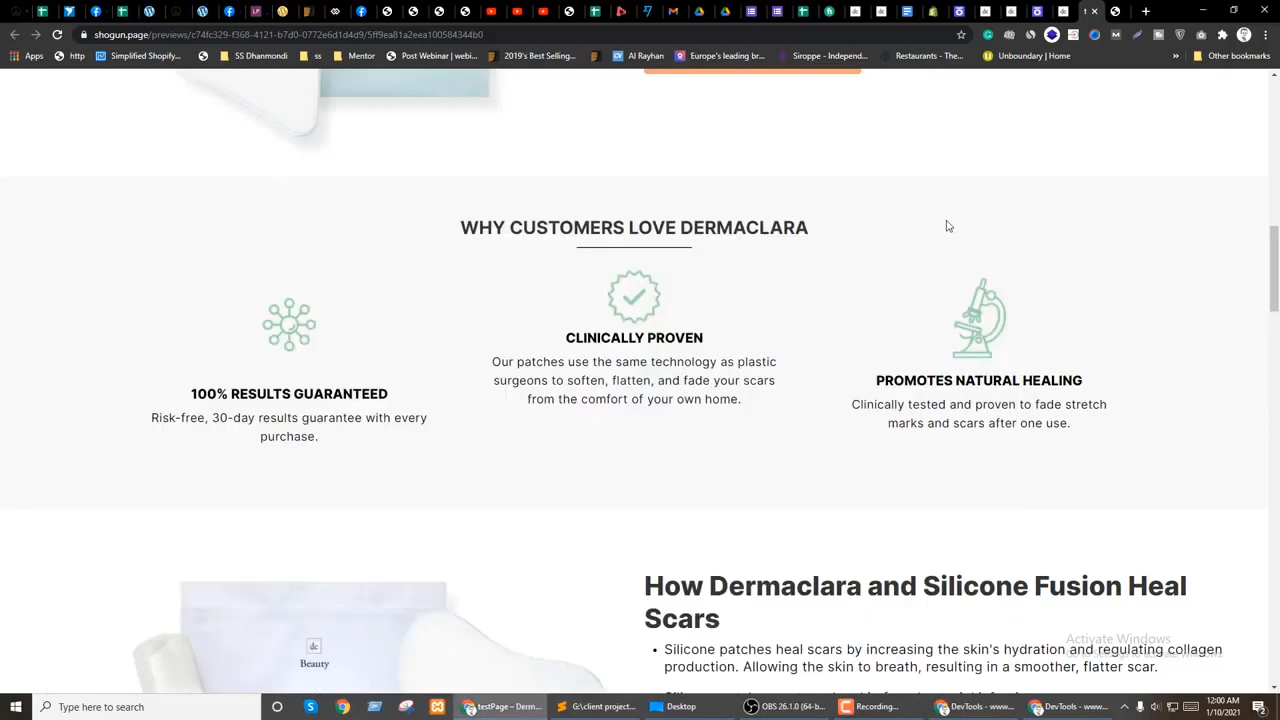 shogun.page/previews/c74fc329-f368-4121-b7d0-0772e6d1d4d9/5ff9ea81a2eea100584344b0
Apps
http
Simplified Shopify...
SS Dhanmondi
ss
Mentor
Post Webinar | webi...
2019's Best Selling...
Al Rayhan
Europe's leading br...
Siroppe - Independ...
Restaurants - The...
Unboundary | Home
»
Other bookmarks
WHY CUSTOMERS LOVE DERMACLARA
100% RESULTS GUARANTEED
Risk-free, 30-day results guarantee with every
purchase.
CLINICALLY PROVEN
Our patches use the same technology as plastic
surgeons to soften, flatten, and fade your scars
from the comfort of your own home.
PROMOTES NATURAL HEALING
Clinically tested and proven to fade stretch
marks and scars after one use.
dc
Beauty
How Dermaclara and Silicone Fusion Heal
Scars
• Silicone patches heal scars by increasing the skin's hydration and regulating collagen
production. Allowing the skin to breath, resulting in a smoother, flatter scar.
Activate Windows
Type here to search
testPage – Derm...
G:\client project...
Desktop
OBS 26.1.0 (64-b...
Recording...
DevTools - www...
DevTools - www...
12:00 AM
1/10/2021